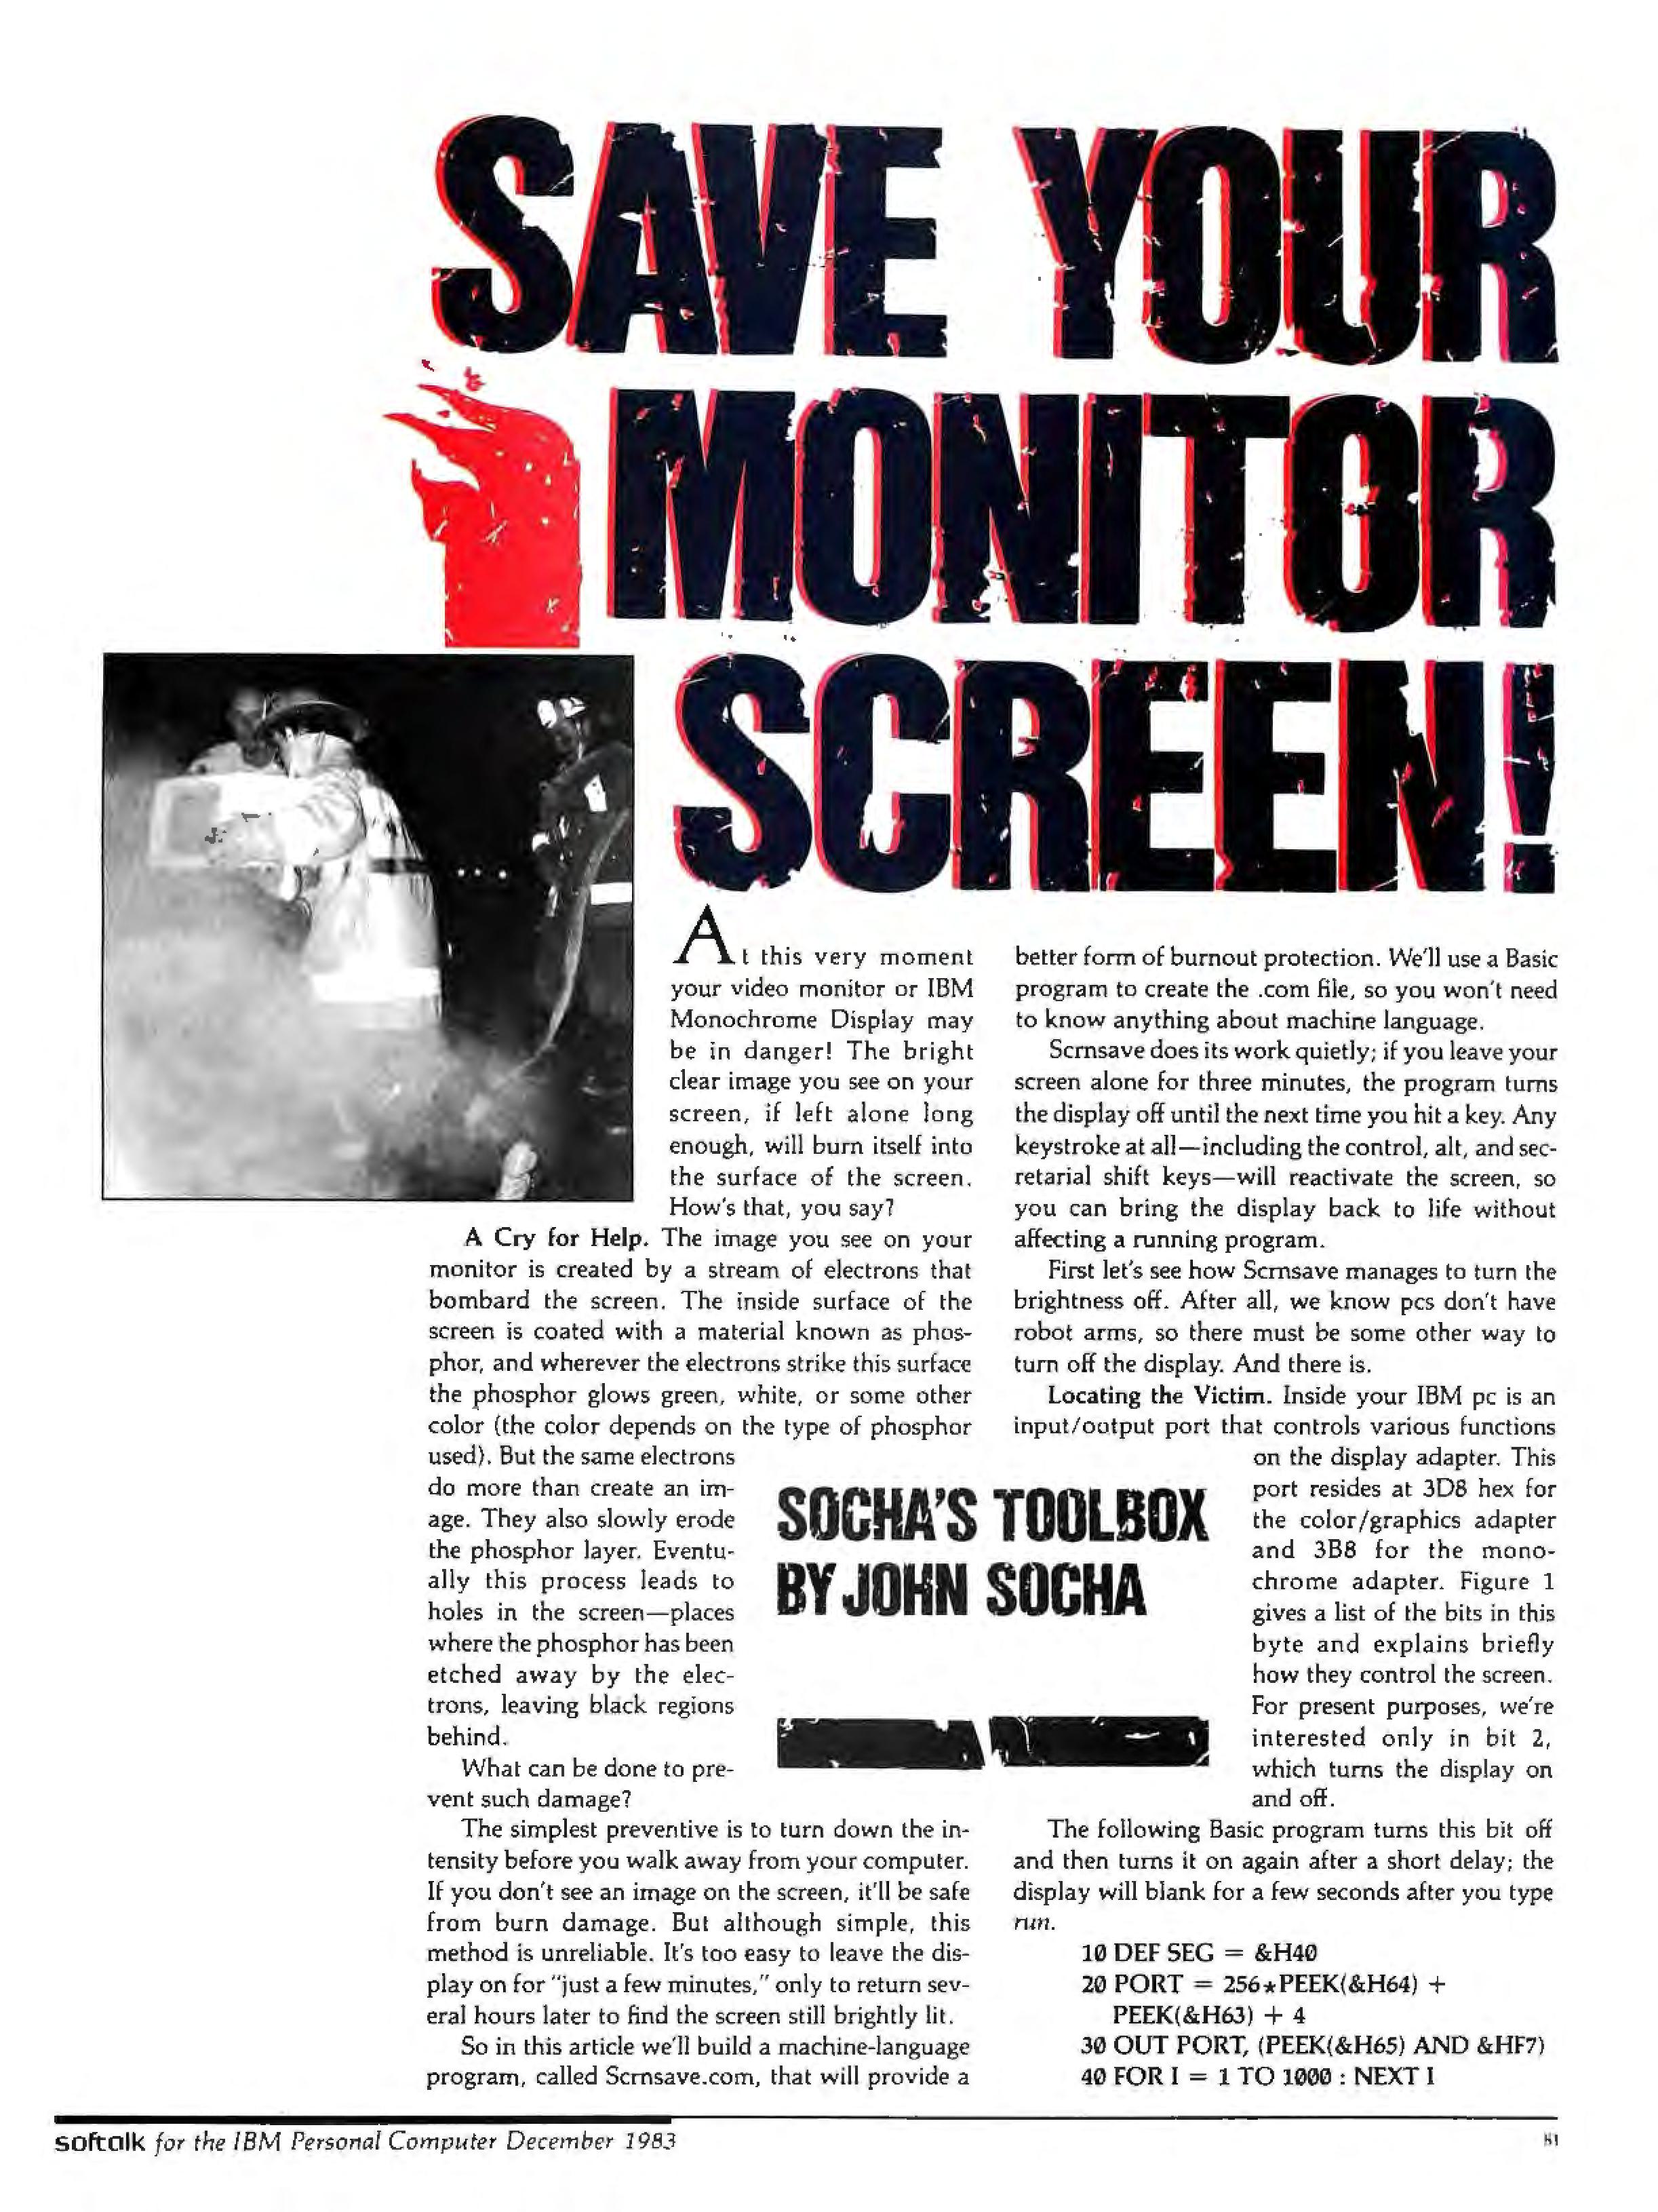 SAVE YOUR
MONITOR
SCREEN!
At this very moment
your video monitor or IBM
Monochrome Display may
be in danger! The bright
clear image you see on your
screen, if left alone long
enough, will burn itself into
the surface of the screen.
How's that, you say?
A Cry for Help. The image you see on your
monitor is created by a stream of electrons that
bombard the screen. The inside surface of the
screen is coated with a material known as phos-
phor, and wherever the electrons strike this surface
the phosphor glows green, white, or some other
color (the color depends on the type of phosphor
used). But the same electrons
do more than create an im-
age. They also slowly erode
the phosphor layer. Eventu-
ally this process leads to
holes in the screen—places
where the phosphor has been
etched away by the elec-
trons, leaving black regions
behind.
What can be done to pre-
vent such damage?
The simplest preventive is to turn down the in-
tensity before you walk away from your computer.
If you don't see an image on the screen, it'll be safe
from burn damage. But although simple, this
method is unreliable. It's too easy to leave the dis-
play on for "just a few minutes," only to return sev-
eral hours later to find the screen still brightly lit.
So in this article we'll build a machine-language
program, called Scrnsave.com, that will provide a
better form of burnout protection. We'll use a Basic
program to create the .com file, so you won't need
to know anything about machine language.
Scrnsave does its work quietly; if you leave your
screen alone for three minutes, the program turns
the display off until the next time you hit a key. Any
keystroke at all—including the control, alt, and sec-
retarial shift keys—will reactivate the screen, so
you can bring the display back to life without
affecting a running program.
First let's see how Scrnsave manages to turn the
brightness off. After all, we know pcs don't have
robot arms, so there must be some other way to
turn off the display. And there is.
Locating the Victim. Inside your IBM pc is an
input/output port that controls various functions
on the display adapter. This
port resides at 3D8 hex for
the color/graphics adapter
and 3B8 for the mono-
chrome adapter. Figure 1
gives a list of the bits in this
byte and explains briefly
how they control the screen.
For present purposes, we're
interested only in bit 2,
which turns the display on
and off.
SOCHA'S TOOLBOX
BY JOHN SOCHA
The following Basic program turns this bit off
and then turns it on again after a short delay; the
display will blank for a few seconds after you type
run.
10 DEF SEG = &H40
20 PORT = 256*PEEK(&H64) +
PEEK(&H63) + 4
30 OUT PORT, (PEEK(&H65) AND &HF7)
40 FOR I = 1 TO 1000 : NEXT I
softalk for the IBM Personal Computer December 1983
81